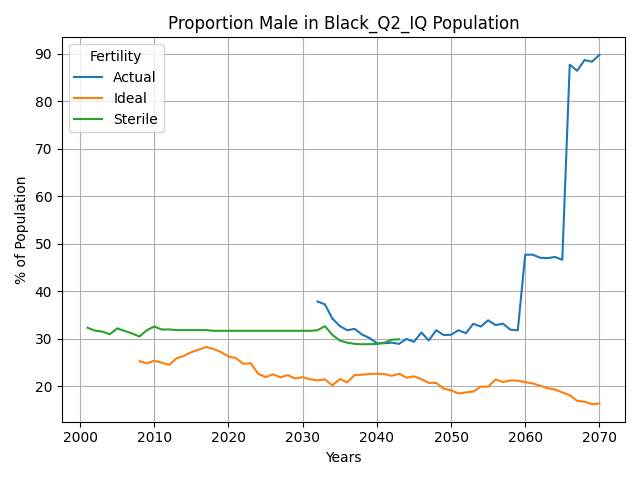 Proportion Male in Black_Q2_IQ Population
Fertility
Actual
Ideal
Sterile
% of Population
90
80
70
60
50
40
30
20
2000 2010 2020 2030 2040 2050 2060 2070
Years